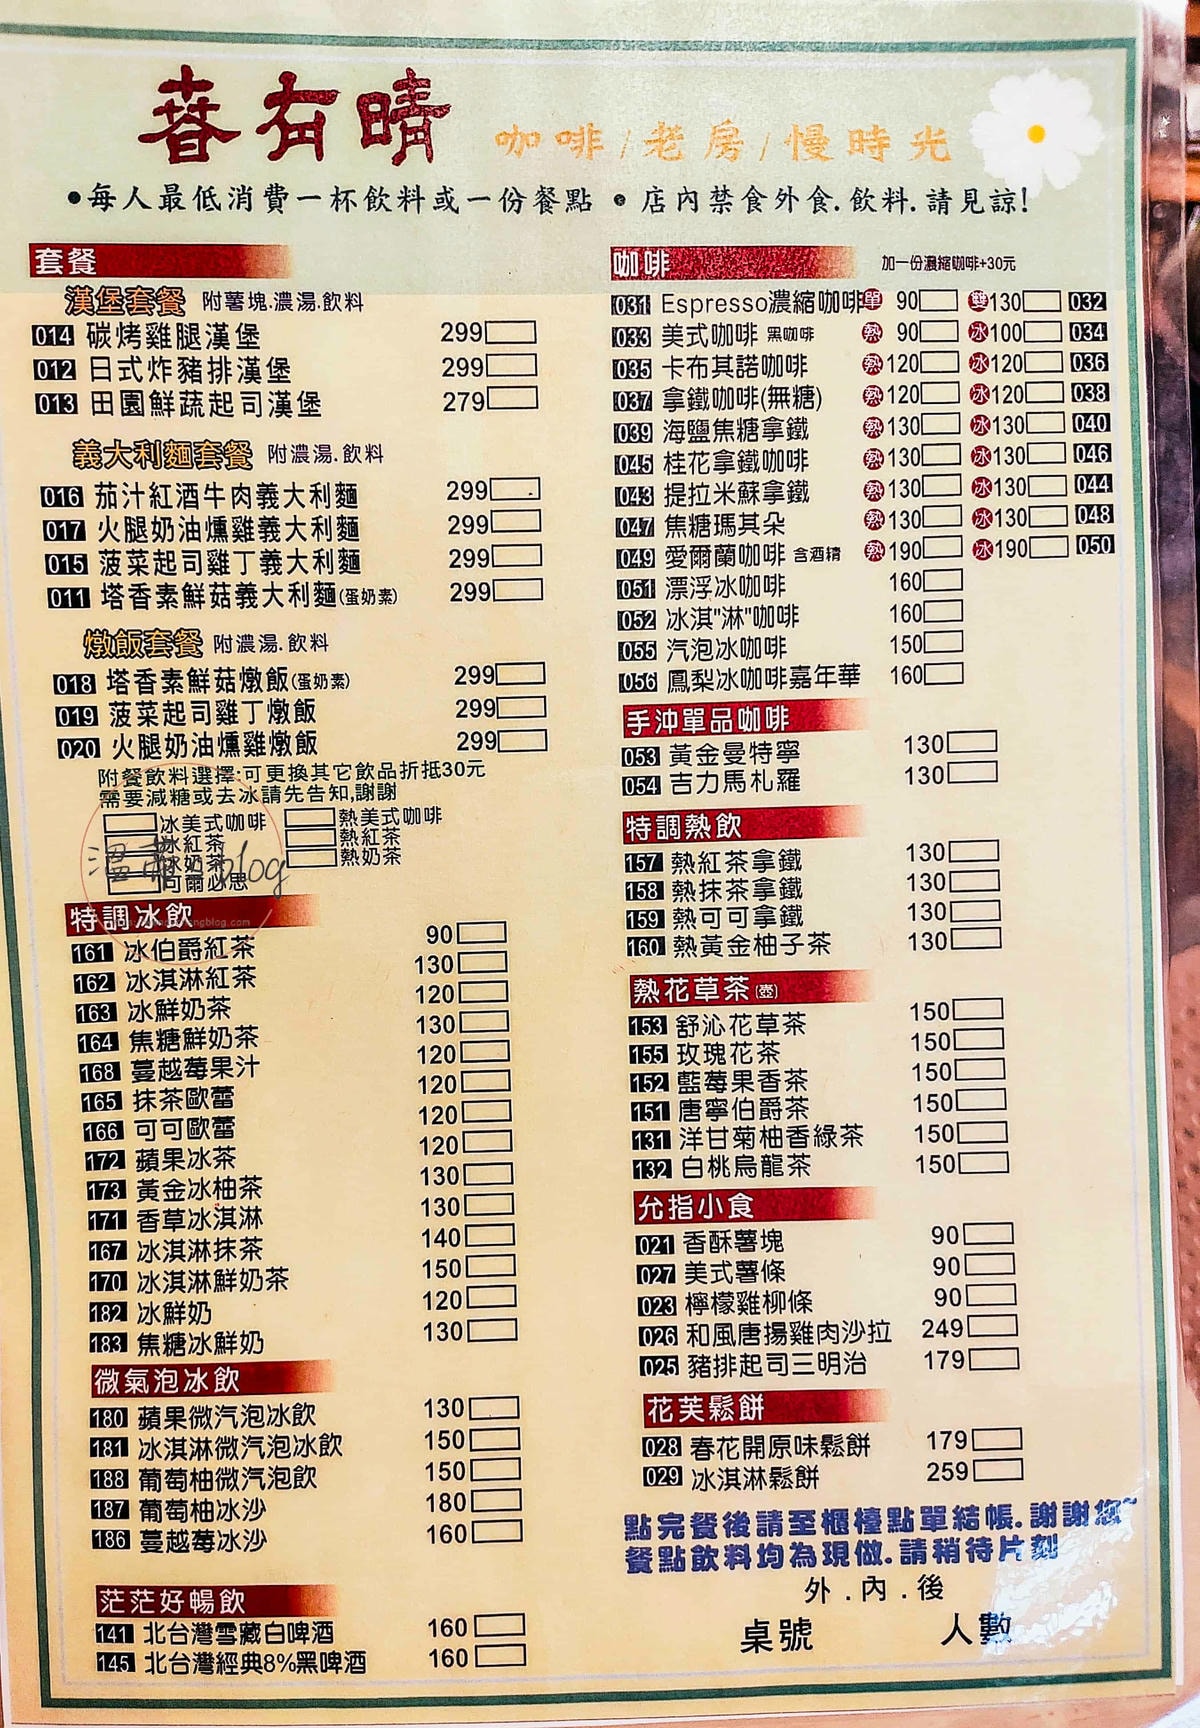 春有晴 咖啡/老房/慢時光
•每人最低消費一杯飲料或一份餐點 •店內禁食外食.飲料.請見諒!
套餐
漢堡套餐 附薯塊.濃湯.飲料
014 碳烤雞腿漢堡 299
012 日式炸豬排漢堡 299
013 田園鮮蔬起司漢堡 279
義大利麵套餐 附濃湯.飲料
016 茄汁紅酒牛肉義大利麵 299
017 火腿奶油燻雞義大利麵 299
015 菠菜起司雞丁義大利麵 299
011 塔香素鮮菇義大利麵(蛋奶素) 299
燉飯套餐 附濃湯.飲料
018 塔香素鮮菇燉飯(蛋奶素) 299
019 菠菜起司雞丁燉飯 299
020 火腿奶油燻雞燉飯 299
附餐飲料選擇:可更換其它飲品折抵30元
需要減糖或去冰請先告知,謝謝
冰美式咖啡 熱美式咖啡
冰紅茶 熱紅茶
冰奶茶 熱奶茶
可爾必思
blog
特調冰飲
161 冰伯爵紅茶 90
162 冰淇淋紅茶 130
163 冰鮮奶茶 120
164 焦糖鮮奶茶 130
168 蔓越莓果汁 120
165 抹茶歐蕾 120
166 可可歐蕾 120
172 蘋果冰茶 120
173 黃金冰柚茶 130
171 香草冰淇淋 130
167 冰淇淋抹茶 140
170 冰淇淋鮮奶茶 150
182 冰鮮奶 120
183 焦糖冰鮮奶 130
微氣泡冰飲
180 蘋果微汽泡冰飲 130
181 冰淇淋微汽泡冰飲 150
188 葡萄柚微汽泡飲 150
187 葡萄柚冰沙 180
186 蔓越莓冰沙 160
茫茫好暢飲
141 北台灣雪藏白啤酒 160
145 北台灣經典8%黑啤酒 160
咖啡 加一份濃縮咖啡+30元
031 Espresso濃縮咖啡 單 90 雙 130 032
033 美式咖啡 黑咖啡 熱 90 冰 100 034
035 卡布其諾咖啡 熱 120 冰 120 036
037 拿鐵咖啡(無糖) 熱 120 冰 120 038
039 海鹽焦糖拿鐵 熱 130 冰 130 040
045 桂花拿鐵咖啡 熱 130 冰 130 046
043 提拉米蘇拿鐵 熱 130 冰 130 044
047 焦糖瑪其朵 熱 130 冰 130 048
049 愛爾蘭咖啡 含酒精 熱 190 冰 190 050
051 漂浮冰咖啡 160
052 冰淇"淋"咖啡 160
055 汽泡冰咖啡 150
056 鳳梨冰咖啡嘉年華 160
手沖單品咖啡
053 黃金曼特寧 130
054 吉力馬札羅 130
特調熱飲
157 熱紅茶拿鐵 130
158 熱抹茶拿鐵 130
159 熱可可拿鐵 130
160 熱黃金柚子茶 130
熱花草茶(壺)
153 舒沁花草茶 150
155 玫瑰花茶 150
152 藍莓果香茶 150
151 唐寧伯爵茶 150
131 洋甘菊柚香綠茶 150
132 白桃烏龍茶 150
允指小食
021 香酥薯塊 90
027 美式薯條 90
023 檸檬雞柳條 90
026 和風唐揚雞肉沙拉 249
025 豬排起司三明治 179
花芙鬆餅
028 春花開原味鬆餅 179
029 冰淇淋鬆餅 259
點完餐後請至櫃檯點單結帳.謝謝您~
餐點飲料均為現做.請稍待片刻
外.內.後
桌號 人數